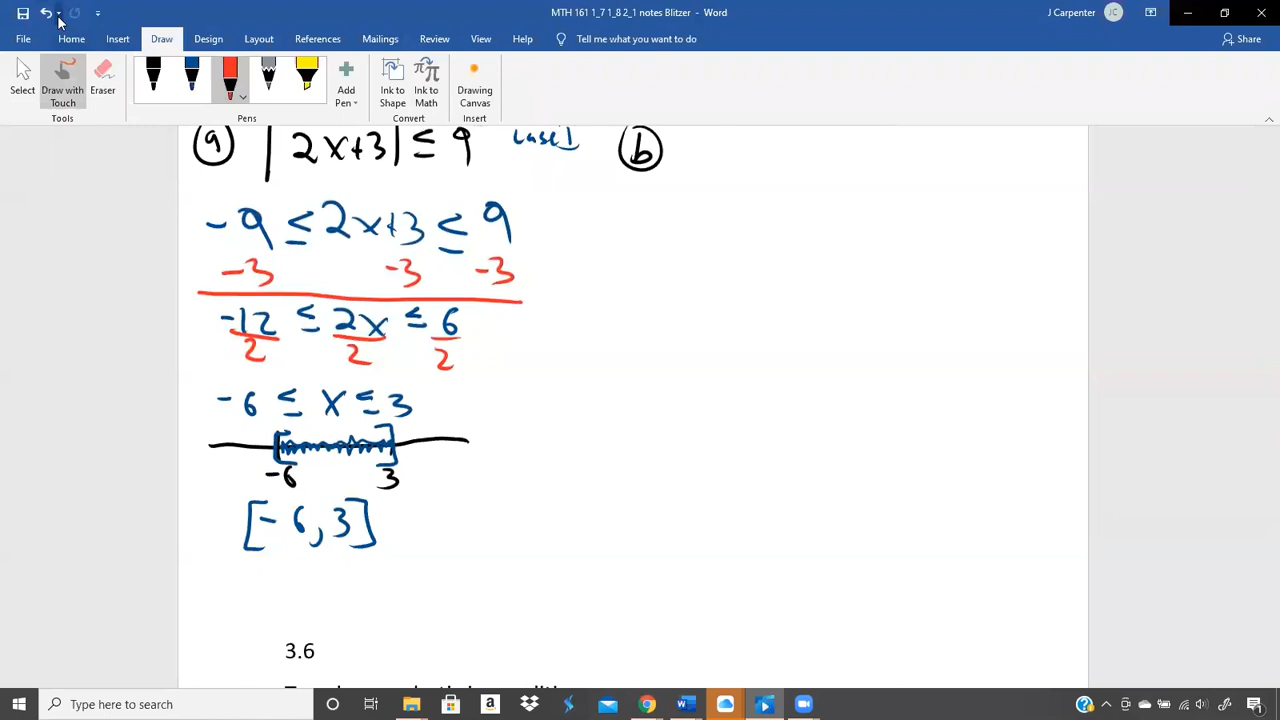 MTH 161 1_7 1_8 2_1 notes Blitzer - Word
J Carpenter JC
File Home Insert Draw Design Layout References Mailings Review View Help Tell me what you want to do Share
Select Draw with Touch Eraser Add Pen Ink to Shape Ink to Math Drawing Canvas
Tools Pens Convert Insert
a |2x+3| ≤ 9 Case 1 b
-9 ≤ 2x+3 ≤ 9
-3 -3 -3
-12 ≤ 2x ≤ 6
2 2 2
-6 ≤ x ≤ 3
[ ]
-6 3
[-6,3]
3.6
Type here to search